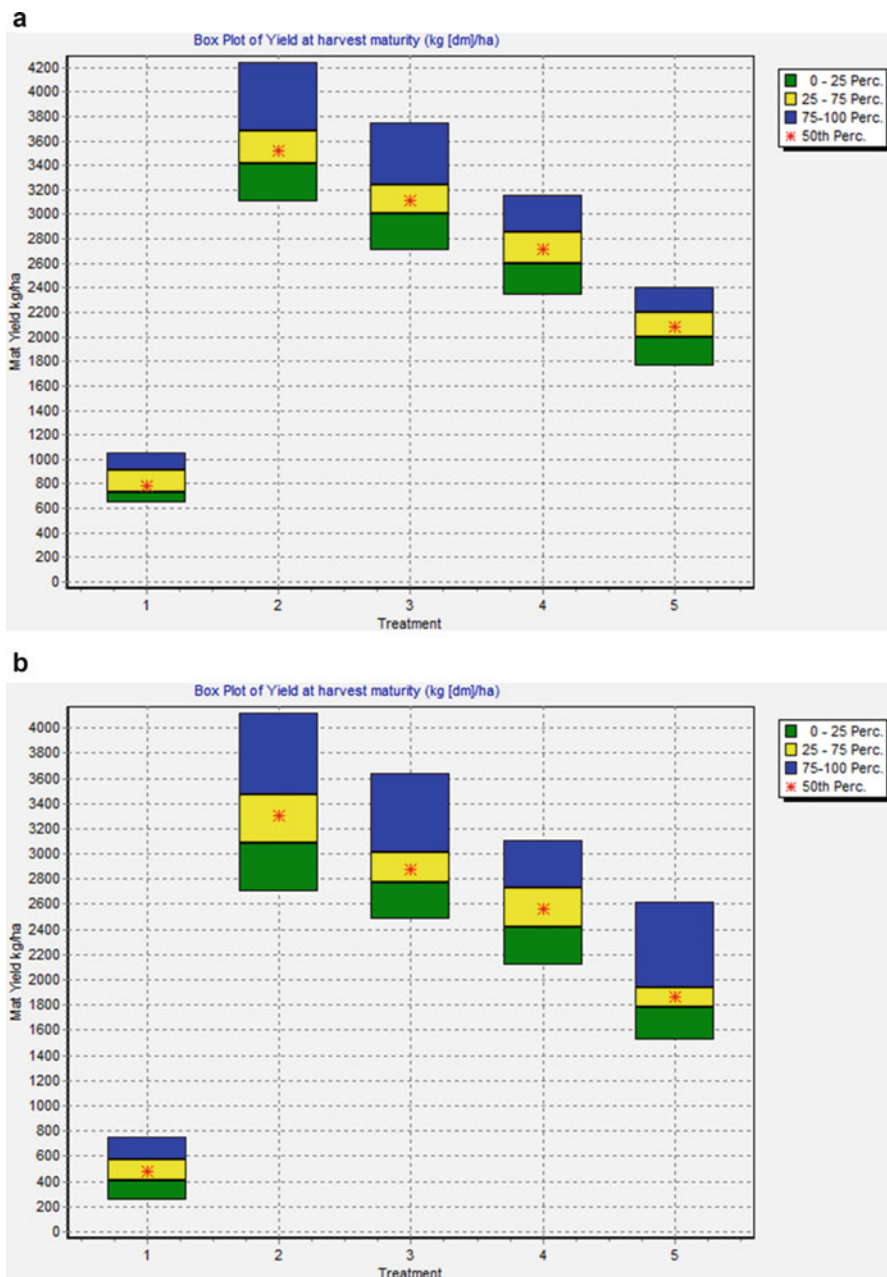 a
Box Plot of Yield at harvest maturity (kg [dm]/ha)
4200
4000
3800
3600
3400
3200
3000
2800
2600
2400
2200
2000
1800
1600
1400
1200
1000
800
600
400
200
0
Mat Yield kg/ha
1 2 3 4 5
Treatment
0 - 25 Perc.
25 - 75 Perc.
75-100 Perc.
50th Perc.
b
Box Plot of Yield at harvest maturity (kg [dm]/ha)
4000
3800
3600
3400
3200
3000
2800
2600
2400
2200
2000
1800
1600
1400
1200
1000
800
600
400
200
0
Mat Yield kg/ha
1 2 3 4 5
Treatment
0 - 25 Perc.
25 - 75 Perc.
75-100 Perc.
50th Perc.